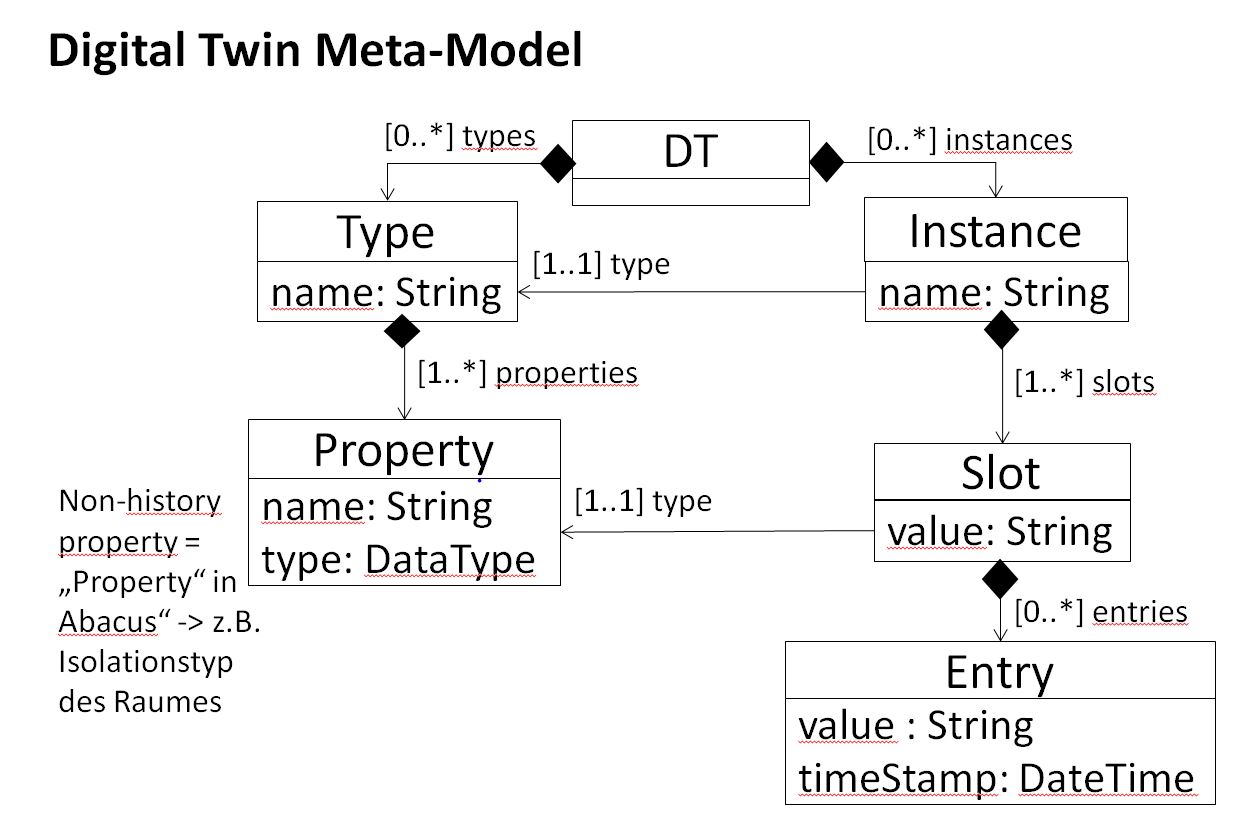 Digital Twin Meta-Model
[0..*] types
DT
[0..*] instances
Type
name: String
[1..1] type
Instance
name: String
[1..*] properties
[1..*] slots
Property
name: String
type: DataType
[1..1] type
Slot
value: String
Non-history
property =
„Property“ in
Abacus“ -> z.B.
Isolationstyp
des Raumes
[0..*] entries
Entry
value : String
timeStamp: DateTime